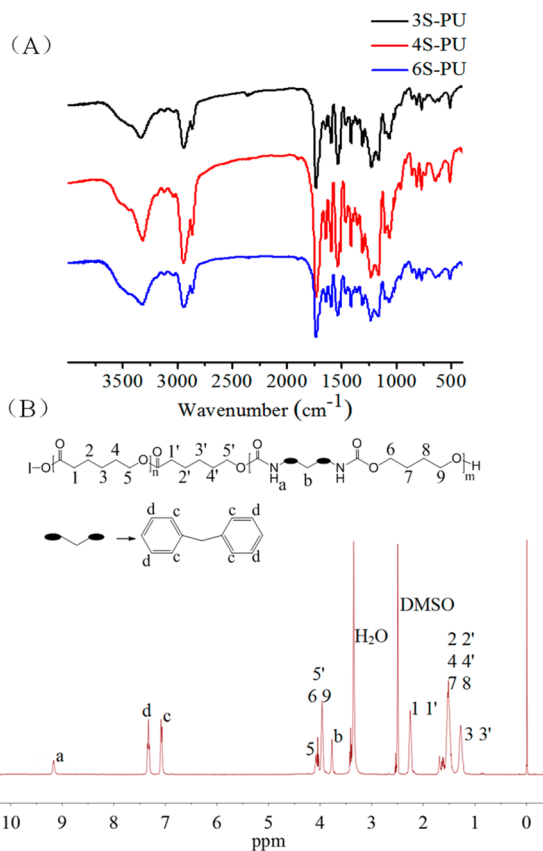 (A)
3S-PU
4S-PU
6S-PU
3500 3000 2500 2000 1500 1000 500
Wavenumber (cm-1)
(B)
O O O O
2 4 1' 3' 5' 6 8
I-O O n O NH NH O O H m
1 3 5 2' 4' a b 7 9
d c c d
d c c d
DMSO
H2O
5' 2 2'
6 9 4 4'
7 8
1 1'
d c
5 b 3 3'
a
10 9 8 7 6 5 4 3 2 1 0
ppm